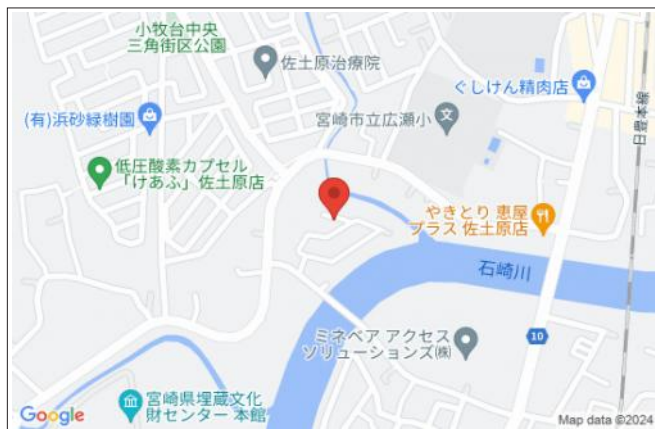 小牧台中央
三角街区公園
佐土原治療院
ぐしけん精肉店
(有)浜砂緑樹園
宮崎市立広瀬小
日豊本線
低圧酸素カプセル
「けあふ」佐土原店
やきとり 恵屋
プラス 佐土原店
石崎川
ミネベア アクセス
ソリューションズ㈱
10
宮崎県埋蔵文化
財センター 本館
Google
Map data ©2024